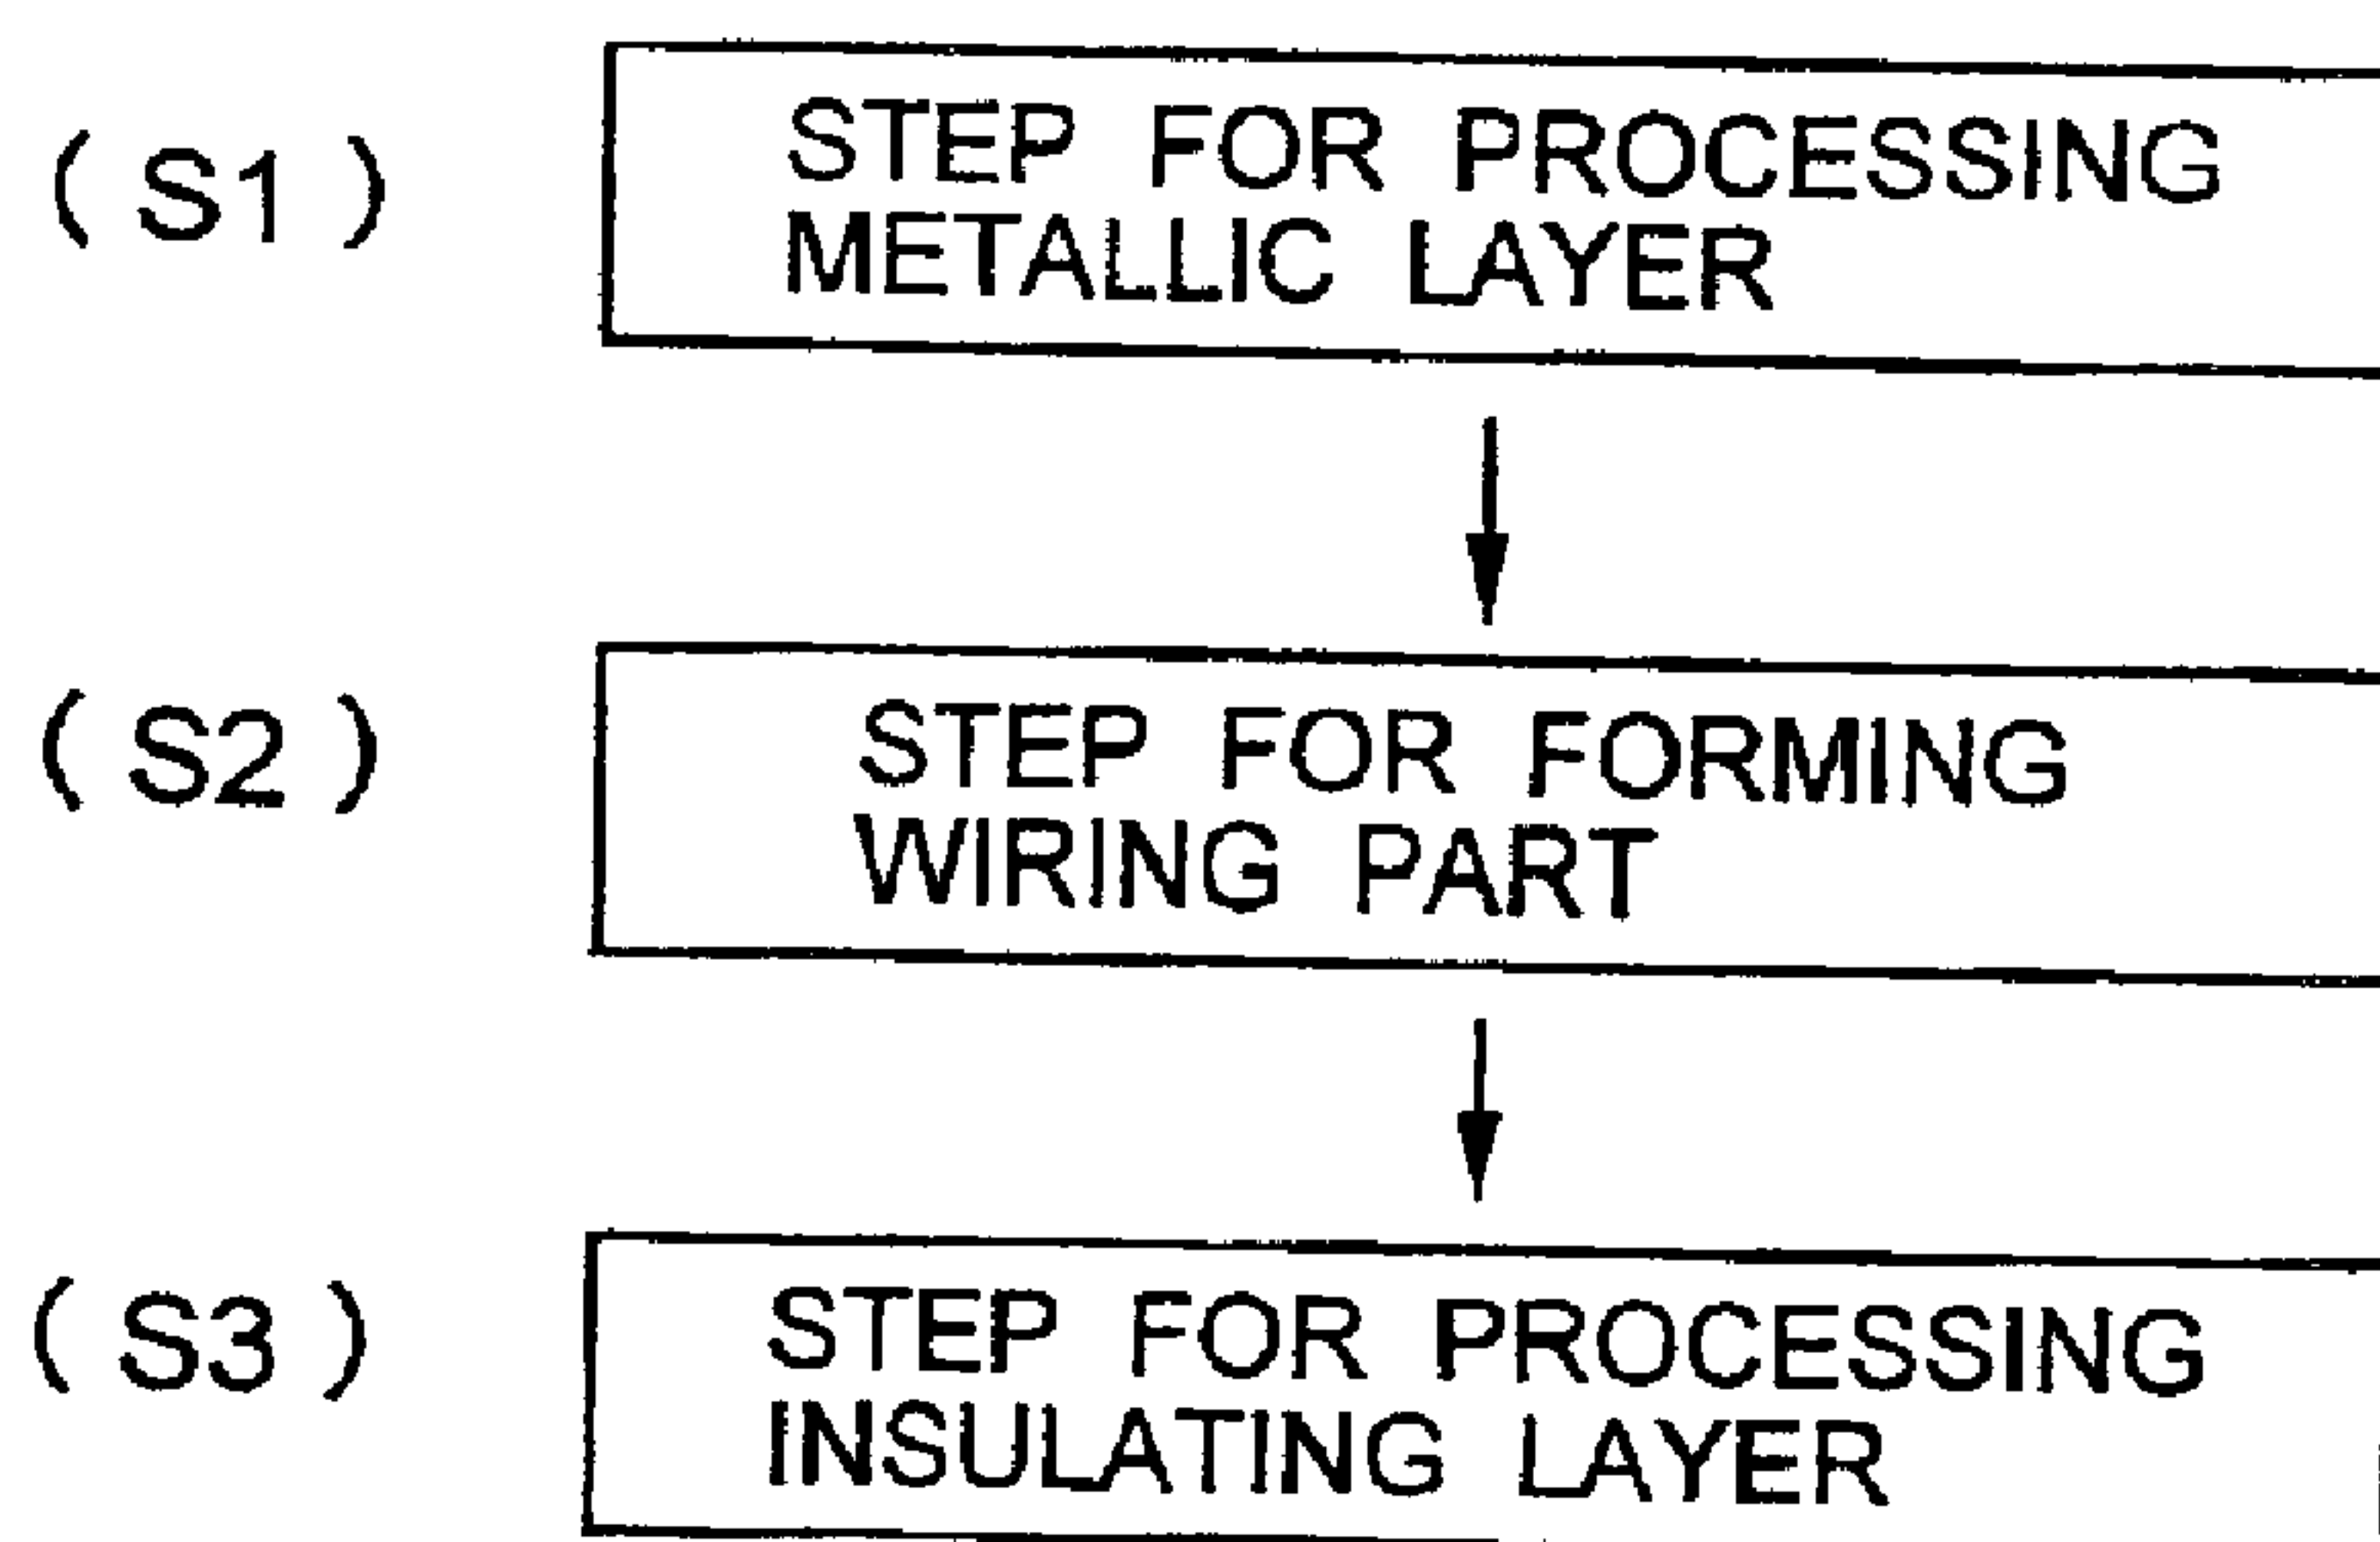 (S1)
STEP FOR PROCESSING
METALLIC LAYER
(S2)
STEP FOR FORMING
WIRING PART
(S3)
STEP FOR PROCESSING
INSULATING LAYER